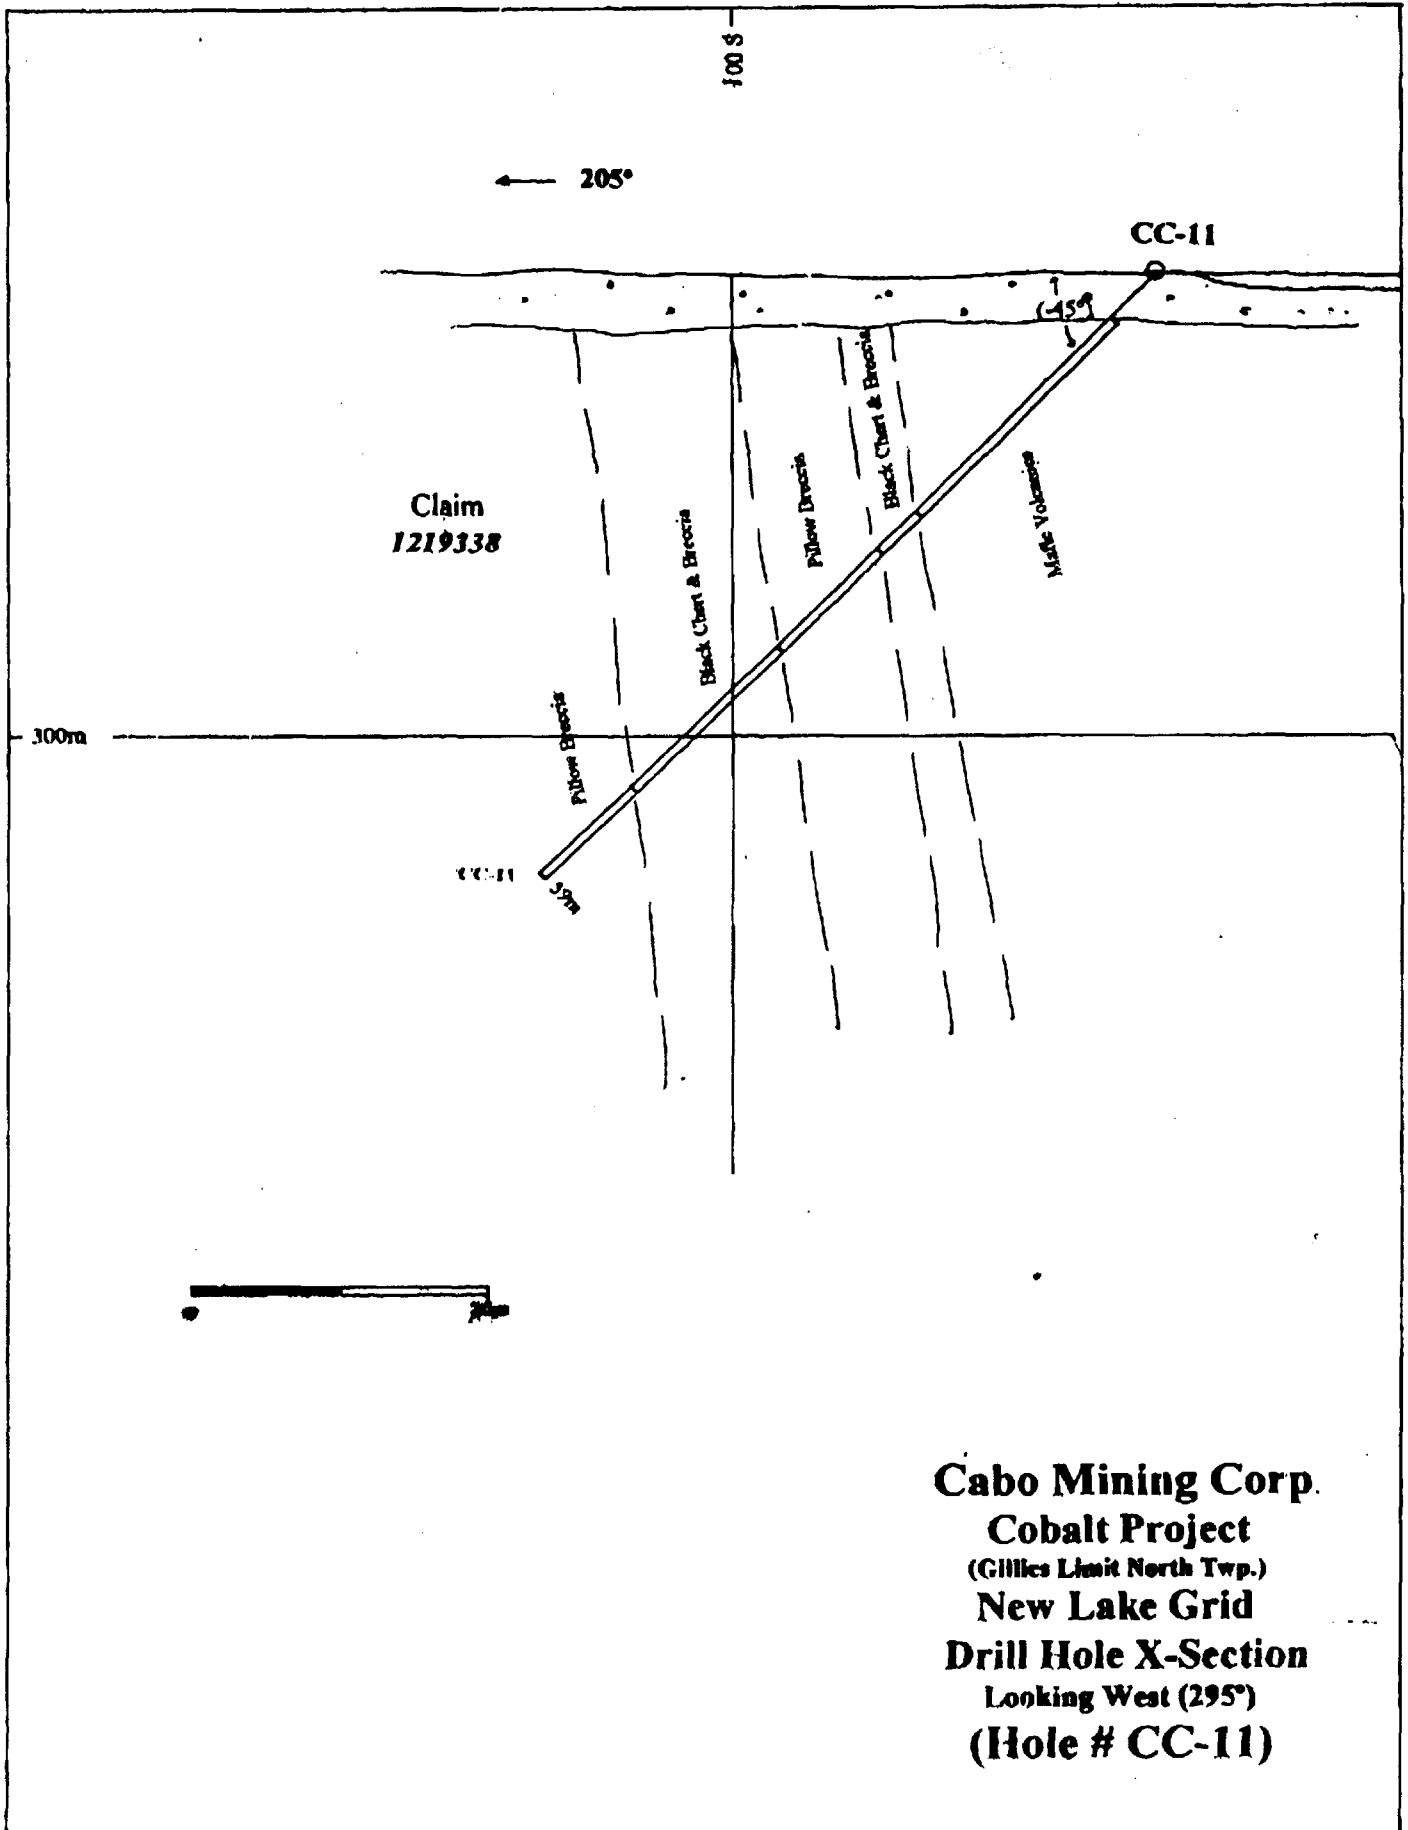 100 S
205°
CC-11
(-45°)
Black Chert & Breccia
Pillow Breccia
Mafic Volcanics
Claim
1219338
Black Chert & Breccia
Pillow Breccia
300m
CC-11
Cabo Mining Corp.
Cobalt Project
(Gillies Limit North Twp.)
New Lake Grid
Drill Hole X-Section
Looking West (295°)
(Hole # CC-11)